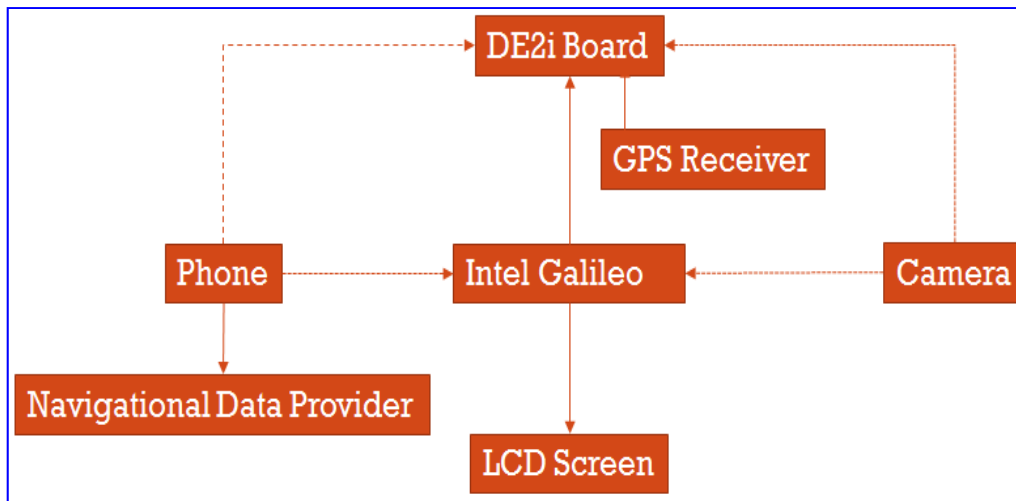 DE2i Board
GPS Receiver
Phone
Intel Galileo
Camera
Navigational Data Provider
LCD Screen